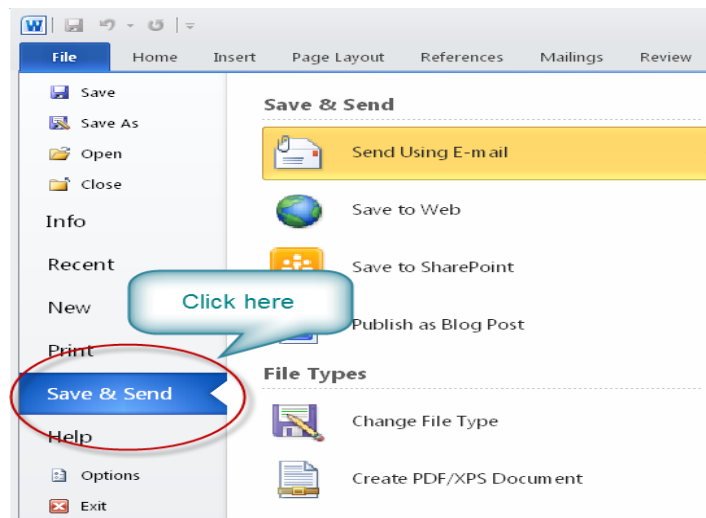 W
File Home Insert Page Layout References Mailings Review
Save
Save As
Open
Close
Info
Recent
New
Print
Save & Send
Help
Options
Exit
Save & Send
Send Using E-mail
Save to Web
Save to SharePoint
Publish as Blog Post
File Types
Change File Type
Create PDF/XPS Document
Click here